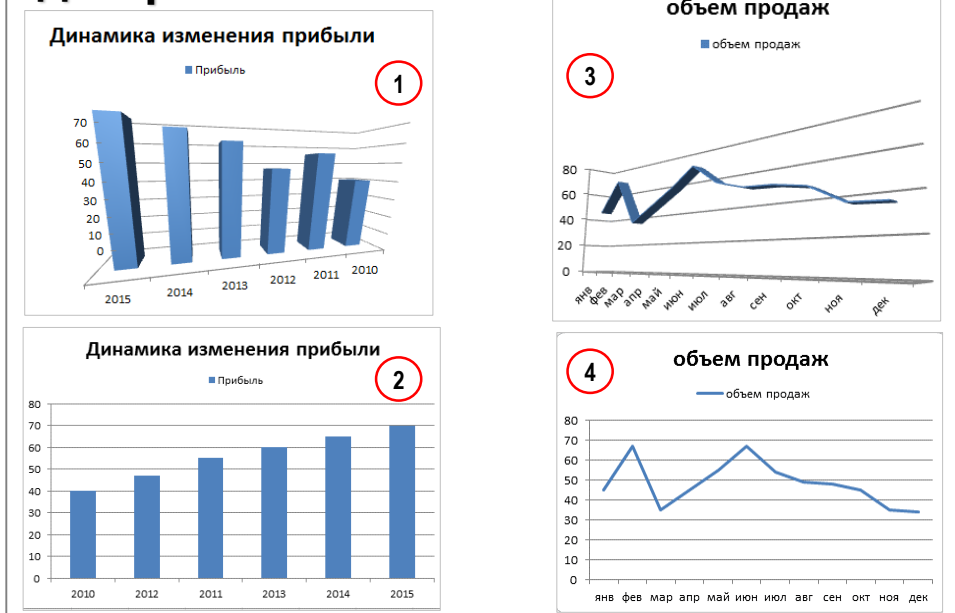 Динамика изменения прибыли
Прибыль
1
70
60
50
40
30
20
10
0
2015 2014 2013 2012 2011 2010
объем продаж
объем продаж
3
80
60
40
20
0
янв фев мар апр май июн июл авг сен окт ноя дек
Динамика изменения прибыли
Прибыль
2
80
70
60
50
40
30
20
10
0
2010 2012 2011 2013 2014 2015
объем продаж
объем продаж
4
80
70
60
50
40
30
20
10
0
янв фев мар апр май июн июл авг сен окт ноя дек